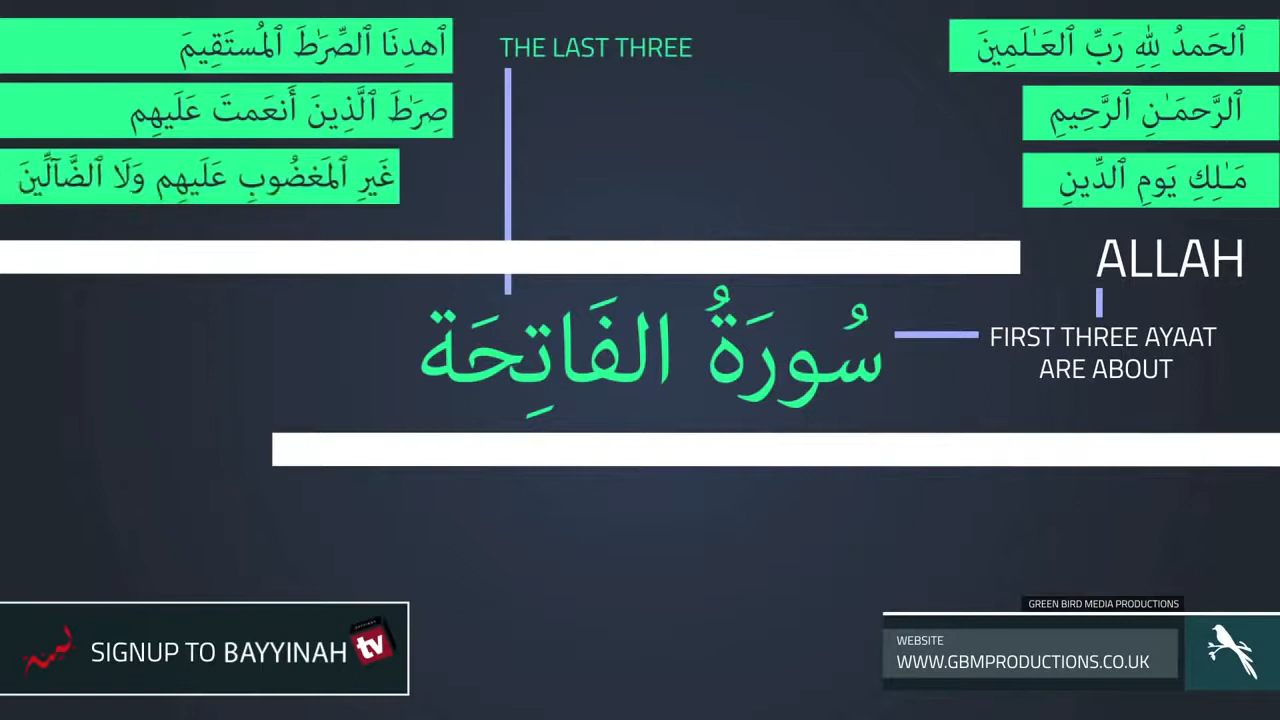 ٱلحَمدُ لِلهِ رَبِّ ٱلعَـٰلَمِينَ
ٱلرَّحمَـٰنِ ٱلرَّحِيمِ
مَـٰلِكِ يَومِ ٱلدِّينِ
ALLAH
FIRST THREE AYAAT
ARE ABOUT
THE LAST THREE
ٱهدِنَا ٱلصِّرَٰطَ ٱلمُستَقِيمَ
صِرَٰطَ ٱلَّذِينَ أَنعَمتَ عَلَيهِم
غَيرِ ٱلمَغضُوبِ عَلَيهِم وَلَا ٱلضَّآلِّينَ
سُورَةُ الفَاتِحَة
SIGNUP TO BAYYINAH tv
GREEN BIRD MEDIA PRODUCTIONS
WEBSITE
WWW.GBMPRODUCTIONS.CO.UK